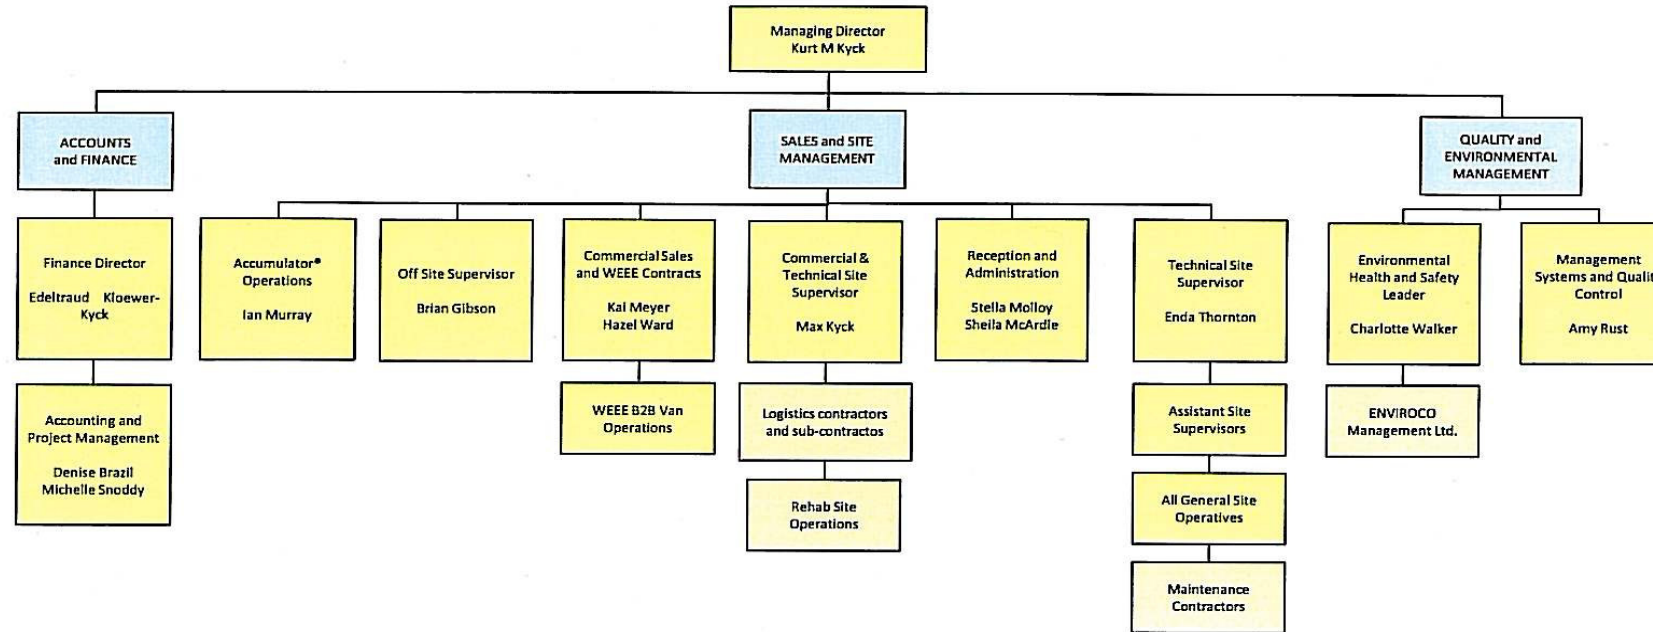 Managing Director
Kurt M Kyck
ACCOUNTS
and FINANCE
SALES and SITE
MANAGEMENT
QUALITY and
ENVIRONMENTAL
MANAGEMENT
Finance Director
Edeltraud Kloewer-
Kyck
Accumulator®
Operations
Ian Murray
Off Site Supervisor
Brian Gibson
Commercial Sales
and WEEE Contracts
Kai Meyer
Hazel Ward
Commercial &
Technical Site
Supervisor
Max Kyck
Reception and
Administration
Stella Molloy
Sheila McArdle
Technical Site
Supervisor
Enda Thornton
Environmental
Health and Safety
Leader
Charlotte Walker
Management
Systems and Quality
Control
Amy Rust
Accounting and
Project Management
Denise Brazil
Michelle Snoddy
WEEE B2B Van
Operations
Logistics contractors
and sub-contractos
Rehab Site
Operations
Assistant Site
Supervisors
All General Site
Operatives
Maintenance
Contractors
ENVIROCO
Management Ltd.